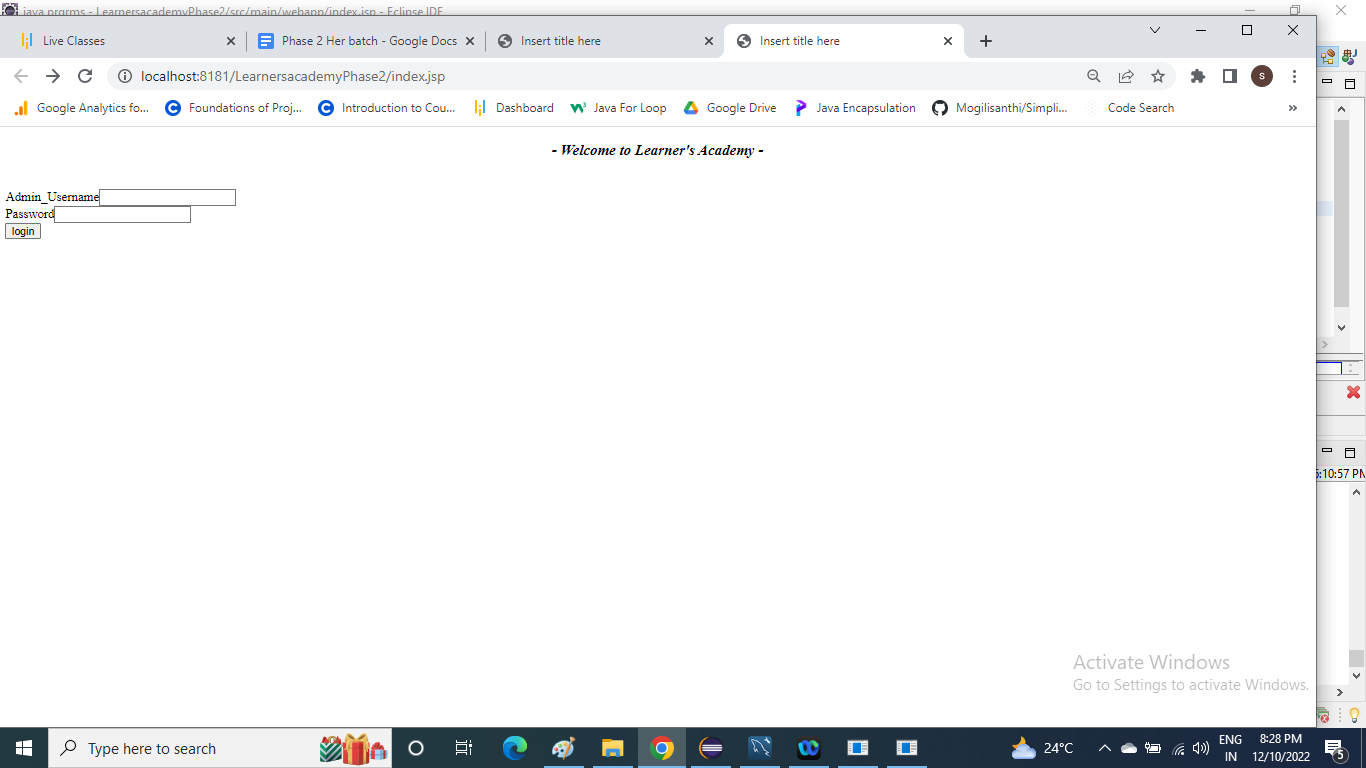 java prgrms - LearnersacademyPhase2/src/main/webapp/index.jsp - Eclipse IDE
Live Classes
Phase 2 Her batch - Google Docs
Insert title here
Insert title here
localhost:8181/LearnersacademyPhase2/index.jsp
S
Google Analytics fo...
Foundations of Proj...
Introduction to Cou...
Dashboard
Java For Loop
Google Drive
Java Encapsulation
Mogilisanthi/Simpli...
Code Search
- Welcome to Learner's Academy -
Admin_Username
Password
login
:10:57 PM
Activate Windows
Go to Settings to activate Windows.
Type here to search
24°C
ENG
IN
8:28 PM
12/10/2022
5